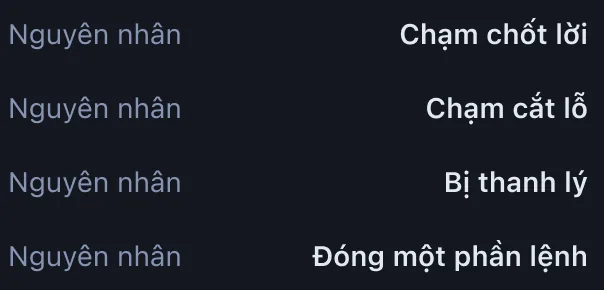 Nguyên nhân Chạm chốt lời
Nguyên nhân Chạm cắt lỗ
Nguyên nhân Bị thanh lý
Nguyên nhân Đóng một phần lệnh